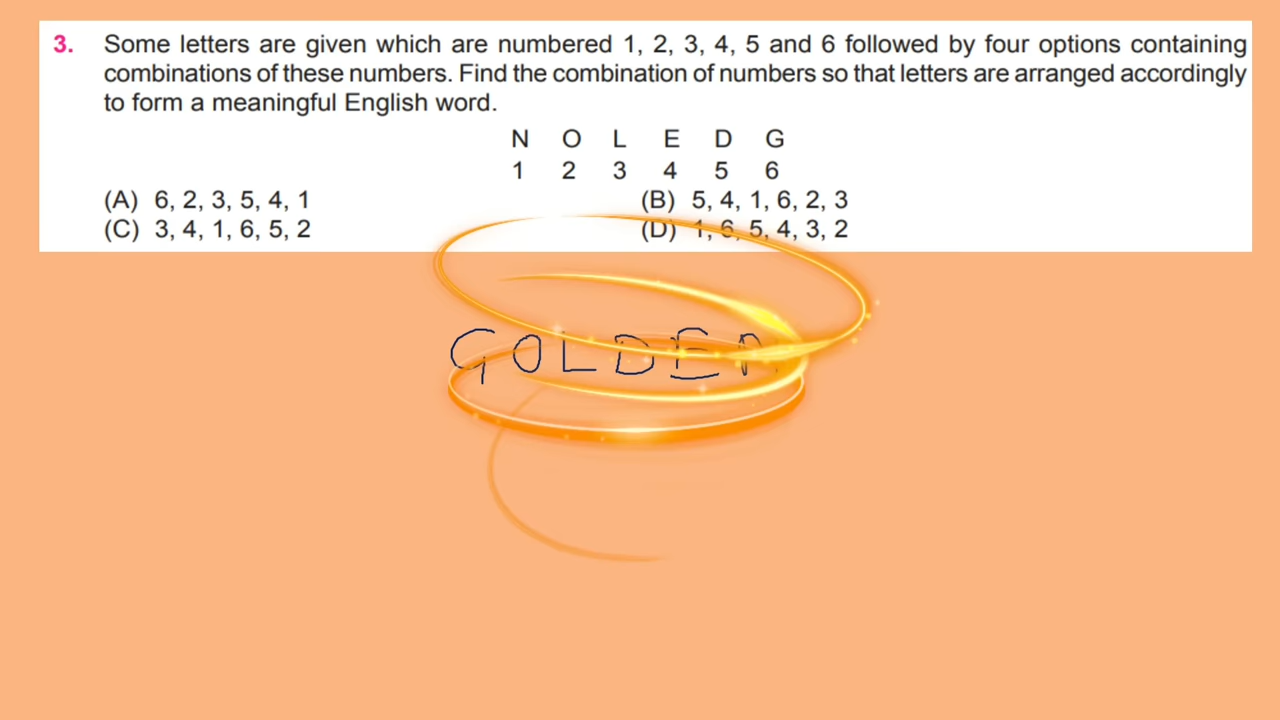 3. Some letters are given which are numbered 1, 2, 3, 4, 5 and 6 followed by four options containing
combinations of these numbers. Find the combination of numbers so that letters are arranged accordingly
to form a meaningful English word.
N O L E D G
1 2 3 4 5 6
(A) 6, 2, 3, 5, 4, 1 (B) 5, 4, 1, 6, 2, 3
(C) 3, 4, 1, 6, 5, 2 (D) 1, 6, 5, 4, 3, 2
GOLDEN